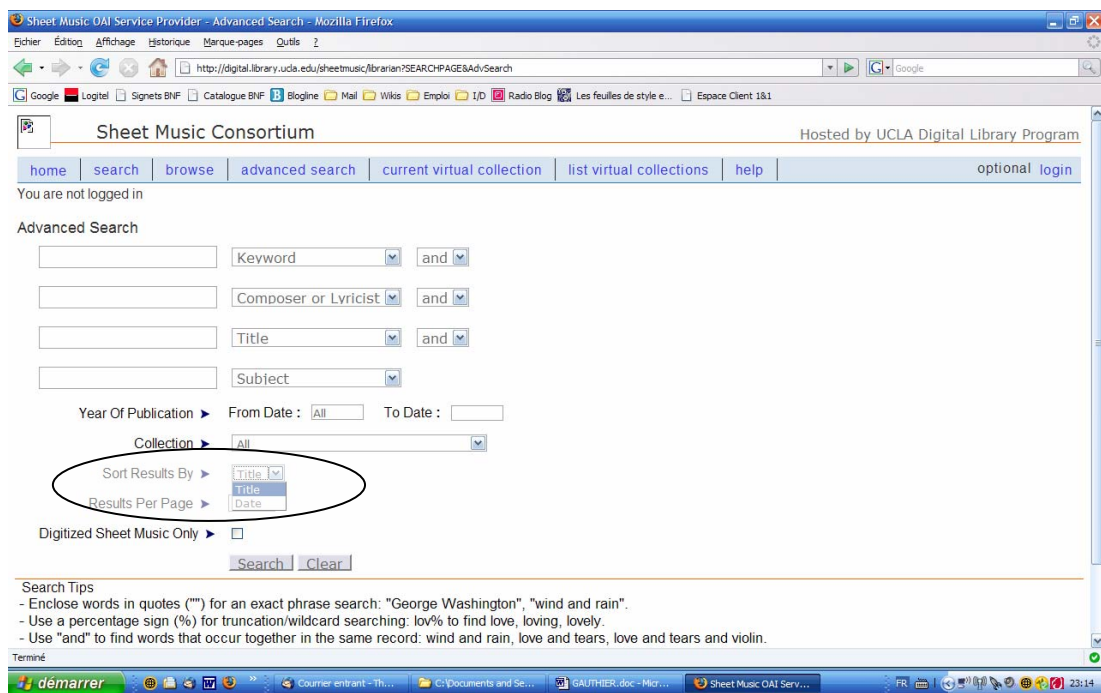 Sheet Music OAI Service Provider - Advanced Search - Mozilla Firefox
Fichier Édition Affichage Historique Marque-pages Outils ?
http://digital.library.ucla.edu/sheetmusic/librarian?SEARCHPAGE&AdvSearch G Google
Google Logitel Signets BNF Catalogue BNF Blogline Mail Wikis Emploi I/D Radio Blog Les feuilles de style e... Espace Client 1&1
Sheet Music Consortium Hosted by UCLA Digital Library Program
home search browse advanced search current virtual collection list virtual collections help optional login
You are not logged in
Advanced Search
Keyword and
Composer or Lyricist and
Title and
Subject
Year Of Publication From Date : All To Date :
Collection All
Sort Results By Title
Title
Results Per Page Date
Digitized Sheet Music Only
Search Clear
Search Tips
- Enclose words in quotes ("") for an exact phrase search: "George Washington", "wind and rain".
- Use a percentage sign (%) for truncation/wildcard searching: lov% to find love, loving, lovely.
- Use "and" to find words that occur together in the same record: wind and rain, love and tears, love and tears and violin.
Terminé
démarrer » Courrier entrant - Th... C:\Documents and Se... GAUTHIER.doc - Micr... Sheet Music OAI Serv... FR 23:14